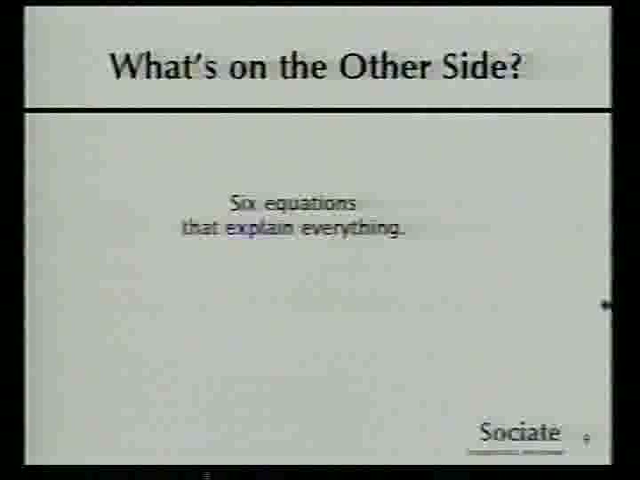 What's on the Other Side?
Six equations
that explain everything.
Sociate